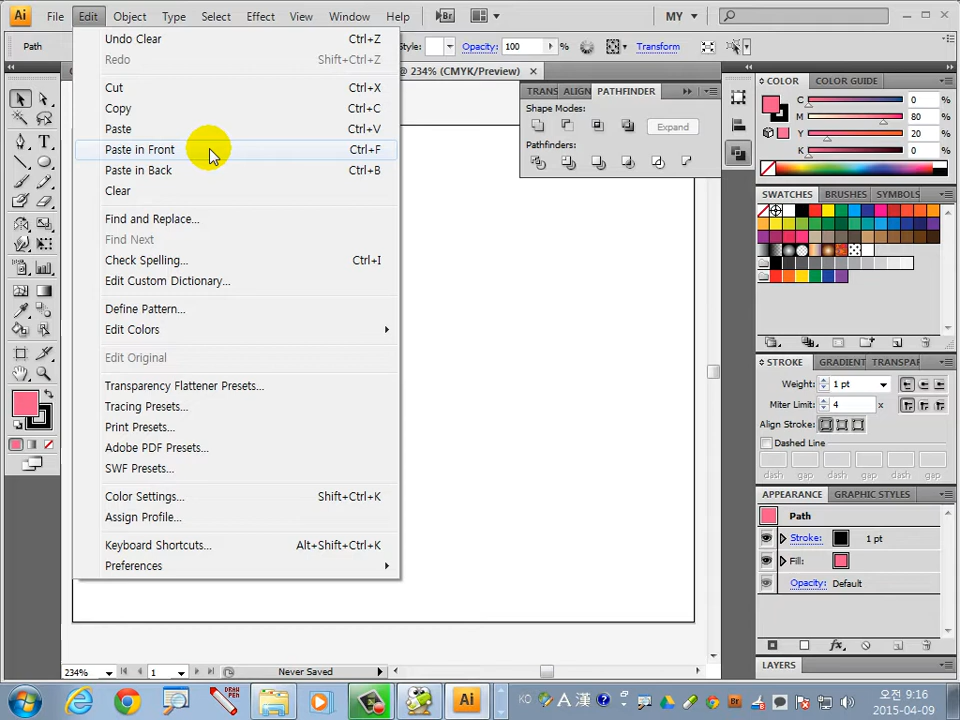 Ai File Edit Object Type Select Effect View Window Help Br MY
Path Style: Opacity: 100 % Transform
@ 234% (CMYK/Preview)
Undo Clear Ctrl+Z
Redo Shift+Ctrl+Z
Cut Ctrl+X
Copy Ctrl+C
Paste Ctrl+V
Paste in Front Ctrl+F
Paste in Back Ctrl+B
Clear
Find and Replace...
Find Next
Check Spelling... Ctrl+I
Edit Custom Dictionary...
Define Pattern...
Edit Colors
Edit Original
Transparency Flattener Presets...
Tracing Presets...
Print Presets...
Adobe PDF Presets...
SWF Presets...
Color Settings... Shift+Ctrl+K
Assign Profile...
Keyboard Shortcuts... Alt+Shift+Ctrl+K
Preferences
TRANS ALIGN PATHFINDER
Shape Modes:
Expand
Pathfinders:
COLOR COLOR GUIDE
C 0 %
M 80 %
Y 20 %
K 0 %
SWATCHES BRUSHES SYMBOLS
STROKE GRADIENT TRANSPAR
Weight: 1 pt
Miter Limit: 4 x
Align Stroke:
Dashed Line
dash gap dash gap dash gap
APPEARANCE GRAPHIC STYLES
Path
Stroke: 1 pt
Fill:
Opacity: Default
LAYERS
234% 1 Never Saved
DRAW PEN Ai KO A 漢 Br 오전 9:16
2015-04-09